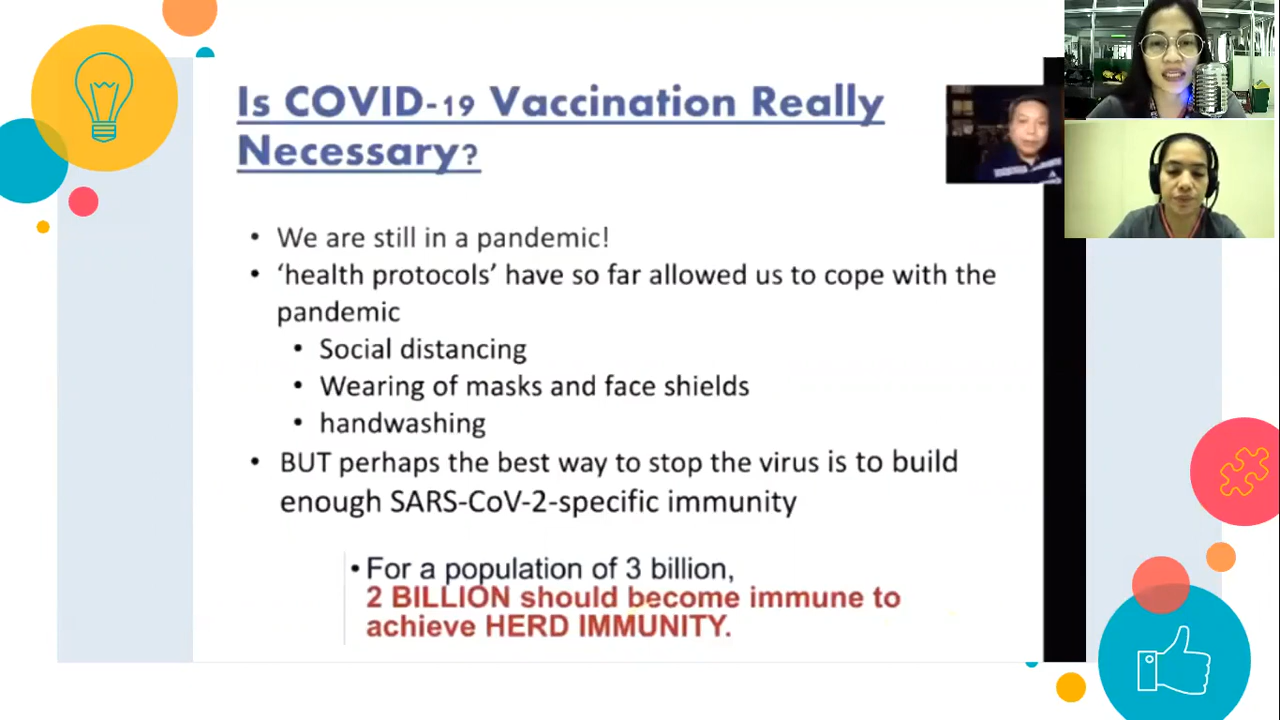 Is COVID-19 Vaccination Really
Necessary?
• We are still in a pandemic!
• ‘health protocols’ have so far allowed us to cope with the
pandemic
• Social distancing
• Wearing of masks and face shields
• handwashing
• BUT perhaps the best way to stop the virus is to build
enough SARS-CoV-2-specific immunity
• For a population of 3 billion,
2 BILLION should become immune to
achieve HERD IMMUNITY.